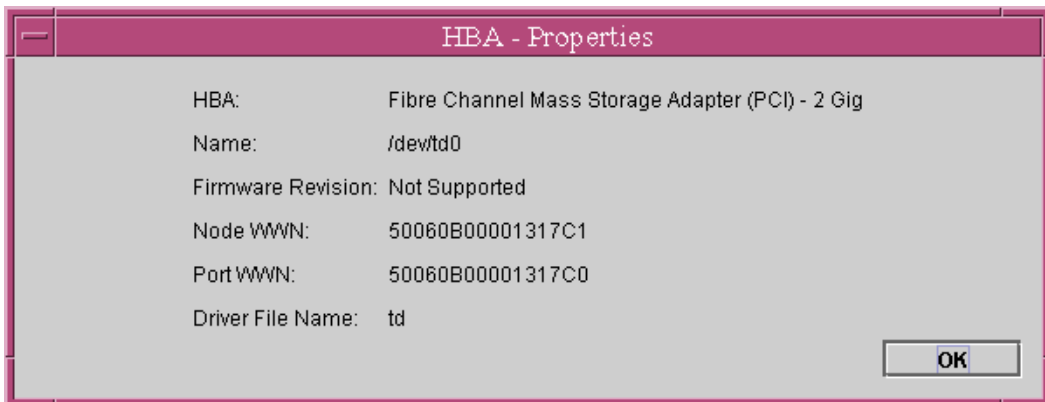 HBA - Properties
HBA: Fibre Channel Mass Storage Adapter (PCI) - 2 Gig
Name: /dev/td0
Firmware Revision: Not Supported
Node WWN: 50060B00001317C1
Port WWN: 50060B00001317C0
Driver File Name: td
OK